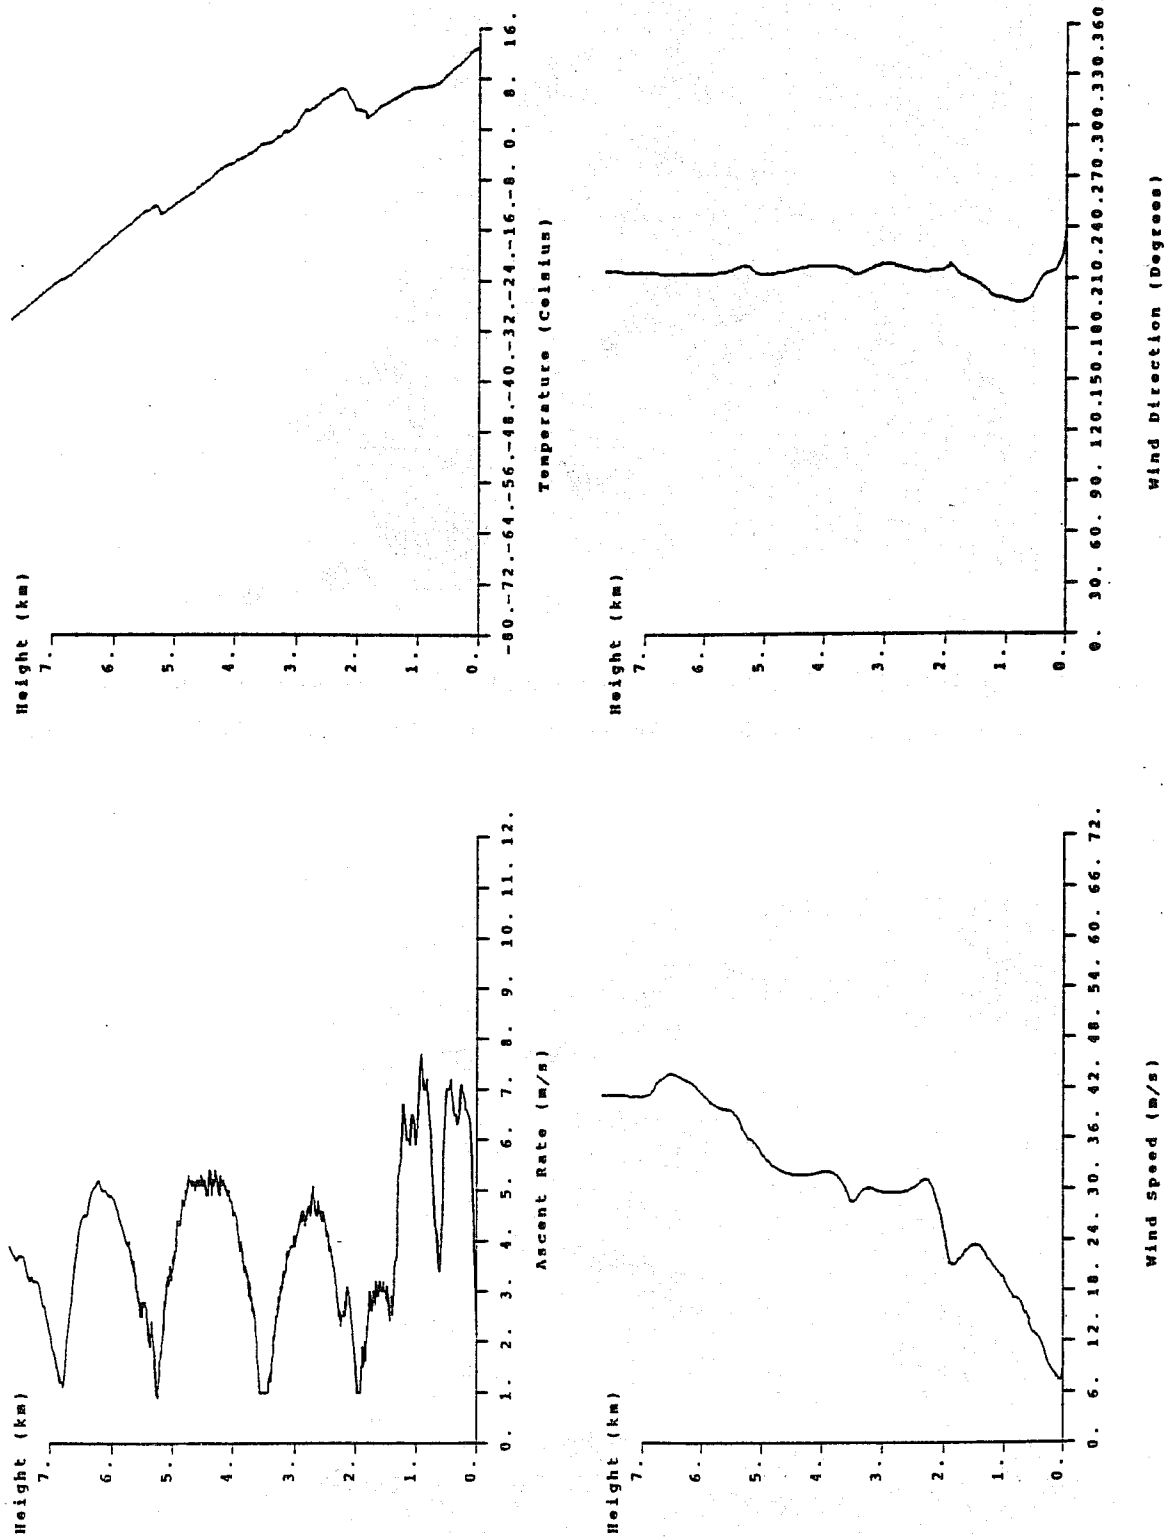 Height (km)
7.
6.
5.
4.
3.
2.
1.
0.
0. 1. 2. 3. 4. 5. 6. 7. 8. 9. 10. 11. 12.
Ascent Rate (m/s)
Height (km)
7.
6.
5.
4.
3.
2.
1.
0.
-80.-72.-64.-56.-48.-40.-32.-24.-16.-8. 0. 8. 16.
Temperature (Celsius)
Height (km)
7.
6.
5.
4.
3.
2.
1.
0.
0. 6. 12. 18. 24. 30. 36. 42. 48. 54. 60. 66. 72.
Wind Speed (m/s)
Height (km)
7.
6.
5.
4.
3.
2.
1.
0.
0. 30. 60. 90. 120.150.180.210.240.270.300.330.360
Wind Direction (Degrees)